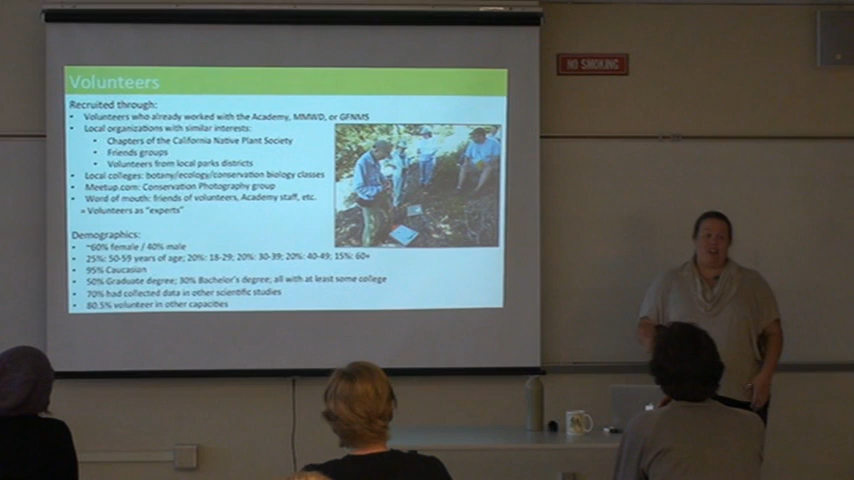 Volunteers
Recruited through:
• Volunteers who already worked with the Academy, MMWD, or GFNMS
• Local organizations with similar interests:
• Chapters of the California Native Plant Society
• Friends groups
• Volunteers from local parks districts
• Local colleges: botany/ecology/conservation biology classes
• Meetup.com: Conservation Photography group
• Word of mouth: friends of volunteers, Academy staff, etc.
= Volunteers as "experts"
Demographics:
• ~60% female / 40% male
• 25%: 50-59 years of age; 20%: 18-29; 20%: 30-39; 20%: 40-49; 15%: 60+
• 95% Caucasian
• 50% Graduate degree; 30% Bachelor's degree; all with at least some college
• 70% had collected data in other scientific studies
• 80.5% volunteer in other capacities
NO SMOKING